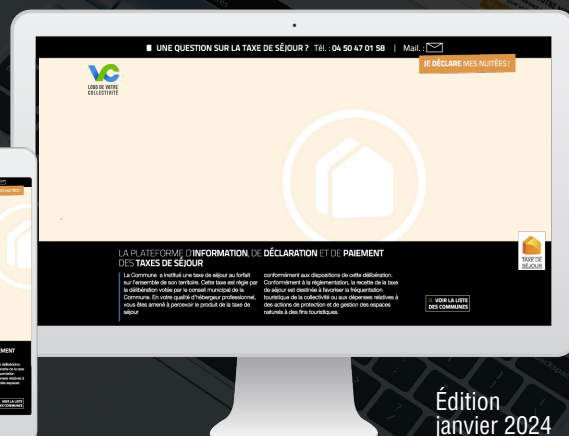 UNE QUESTION SUR LA TAXE DE SÉJOUR ? Tél. : 04 50 47 01 58 | Mail. :
JE DÉCLARE MES NUITÉES !
VC
LOGO DE VOTRE
COLLECTIVITÉ
LA PLATEFORME D'INFORMATION, DE DÉCLARATION ET DE PAIEMENT
DES TAXES DE SÉJOUR
La Commune a institué une taxe de séjour au forfait
sur l'ensemble de son territoire. Cette taxe est régie par
la délibération votée par le conseil municipal de la
Commune. En votre qualité d'hébergeur professionnel,
vous êtes amené à percevoir le produit de la taxe de
séjour
conformément aux dispositions de cette délibération.
Conformément à la réglementation, la recette de la taxe
de séjour est destinée à favoriser la fréquentation
touristique de la collectivité ou aux dépenses relatives à
des actions de protection et de gestion des espaces
naturels à des fins touristiques.
TAXE DE
SÉJOUR
VOIR LA LISTE
DES COMMUNES
Édition
janvier 2024